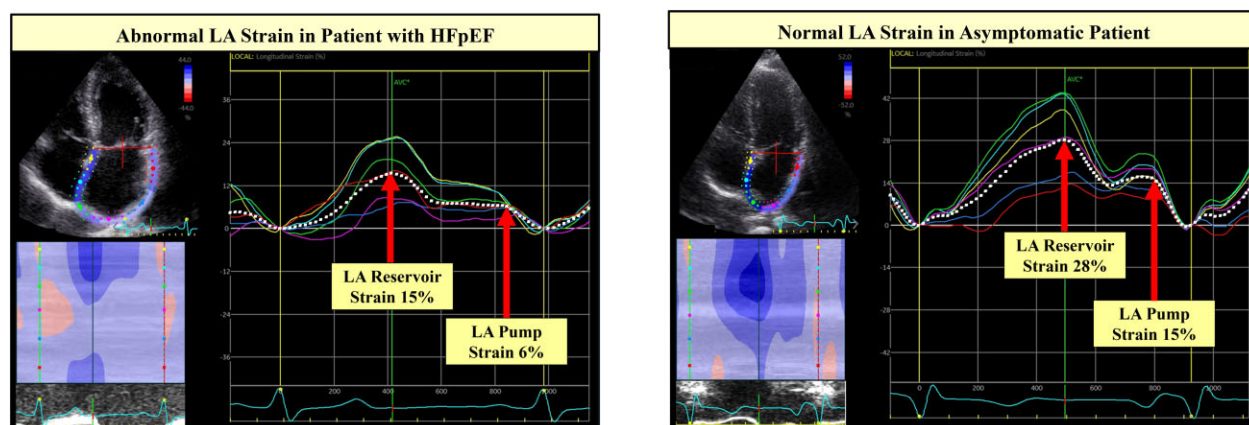 Abnormal LA Strain in Patient with HFpEF
44.0
-44.0
%
LOCAL: Longitudinal Strain (%)
AVC*
36
24
12
0
-12
-24
-36
LA Reservoir
Strain 15%
LA Pump
Strain 6%
200
400
600
800
1000
Normal LA Strain in Asymptomatic Patient
52.0
-52.0
%
LOCAL: Longitudinal Strain (%)
AVC*
42
28
14
0
-14
-28
-42
-52
LA Reservoir
Strain 28%
LA Pump
Strain 15%
0
200
400
600
800
1000